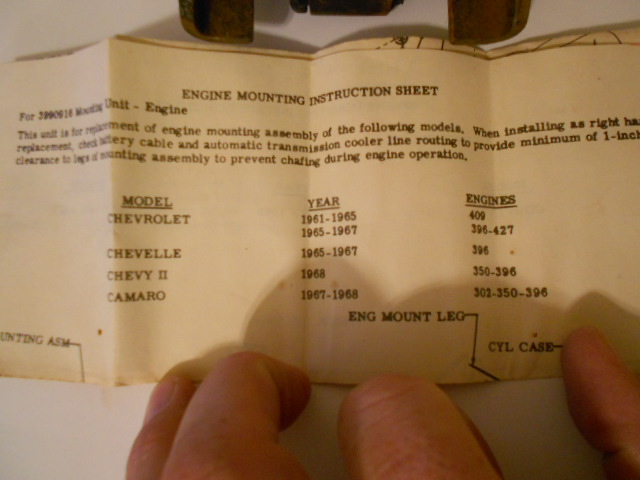 ENGINE MOUNTING INSTRUCTION SHEET
For 3990916 Mounting Unit - Engine
This unit is for replacement of engine mounting assembly of the following models. When installing as right
replacement, check battery cable and automatic transmission cooler line routing to provide minimum of 1-inch
clearance to legs of mounting assembly to prevent chafing during engine operation.
MODEL YEAR ENGINES
CHEVROLET 1961-1965 409
1965-1967 396-427
CHEVELLE 1965-1967 396
CHEVY II 1968 350-396
CAMARO 1967-1968 302-350-396
ENG MOUNT LEG
UNTING ASM
CYL CASE